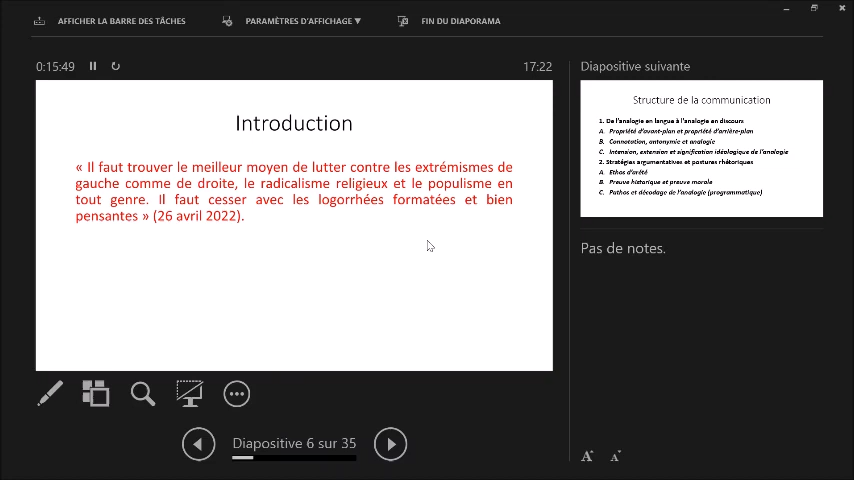 AFFICHER LA BARRE DES TÂCHES
PARAMÈTRES D'AFFICHAGE ▼
FIN DU DIAPORAMA
0:15:49
17:22
Introduction
« Il faut trouver le meilleur moyen de lutter contre les extrémismes de
gauche comme de droite, le radicalisme religieux et le populisme en
tout genre. Il faut cesser avec les logorrhées formatées et bien
pensantes » (26 avril 2022).
Diapositive 6 sur 35
Diapositive suivante
Structure de la communication
1. De l'analogie en langue à l'analogie en discours
A. Propriété d'avant-plan et propriété d'arrière-plan
B. Connotation, antonymie et analogie
C. Intension, extension et signification idéologique de l'analogie
2. Stratégies argumentatives et postures rhétoriques
A. Ethos d'arêté
B. Preuve historique et preuve morale
C. Pathos et décodage de l'analogie (programmatique)
Pas de notes.
A A